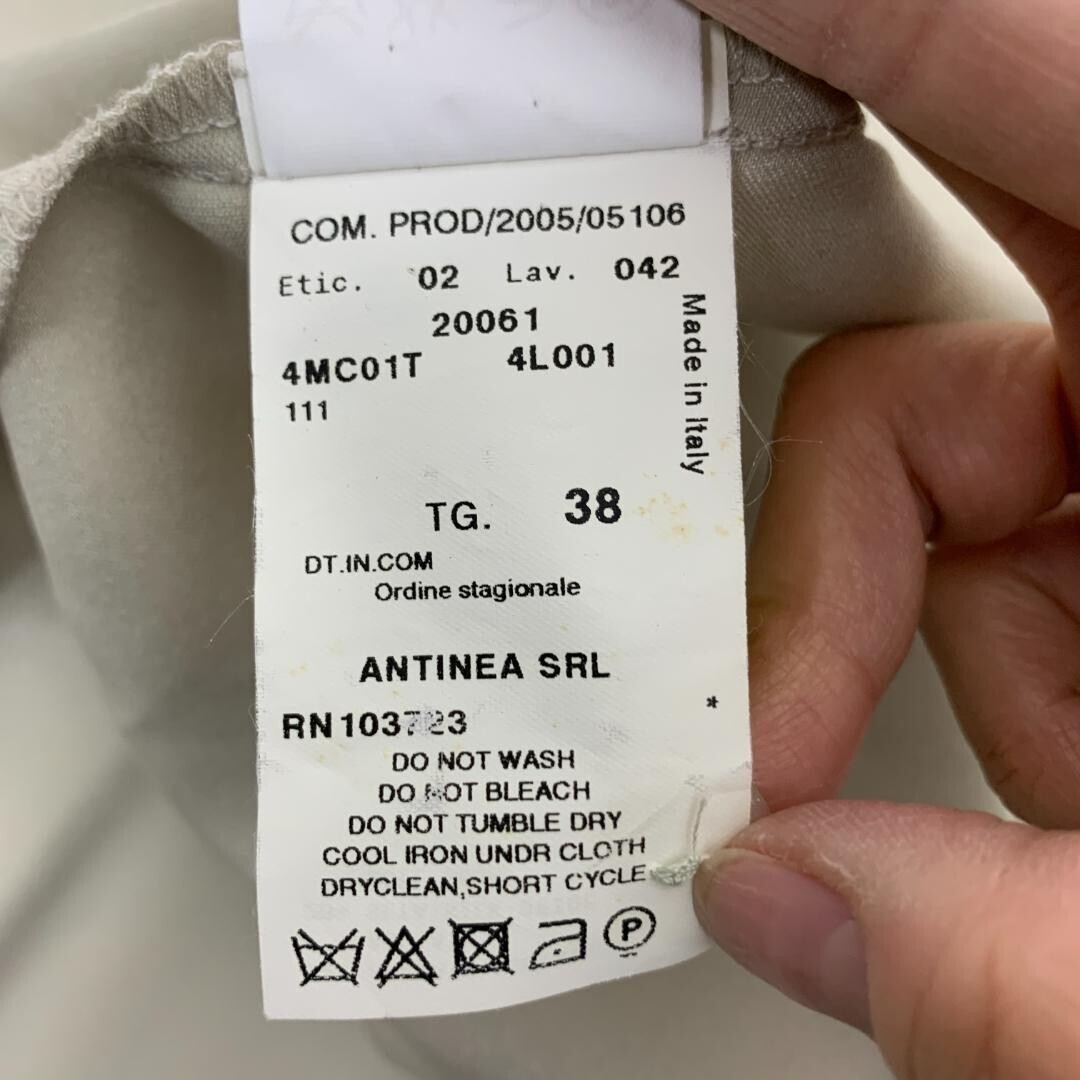 COM. PROD/2005/05106
Etic. 02 Lav. 042
20061
4MC01T 4L001
111
Made in Italy
TG. 38
DT.IN.COM
Ordine stagionale
ANTINEA SRL
*
RN103723
DO NOT WASH
DO NOT BLEACH
DO NOT TUMBLE DRY
COOL IRON UNDR CLOTH
DRYCLEAN,SHORT CYCLE
P